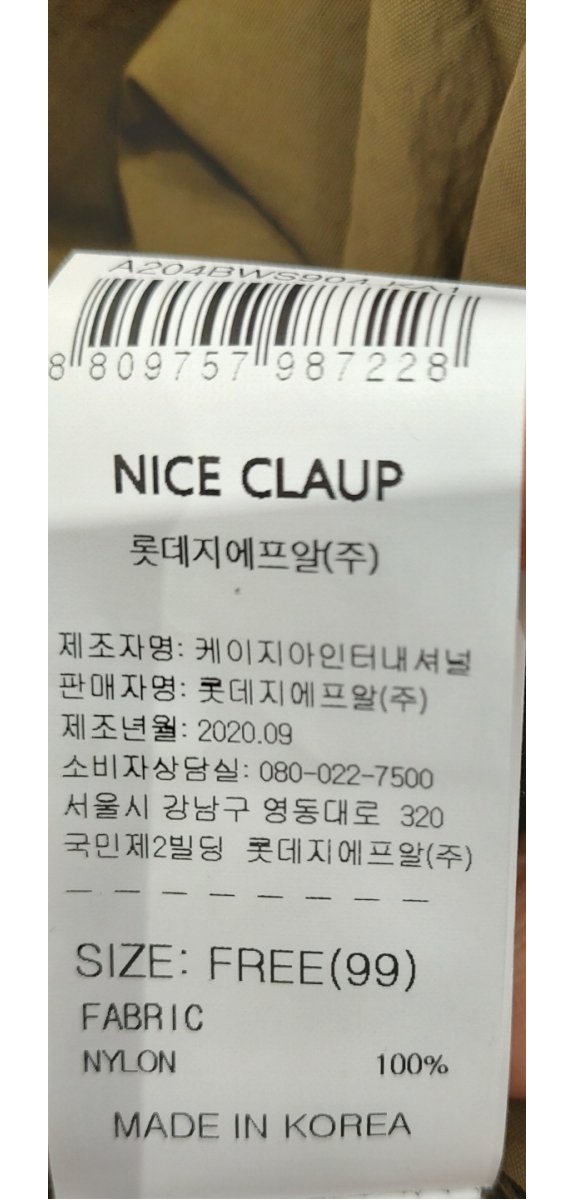 8 809757 987228
NICE CLAUP
롯데지에프알(주)
제조자명: 케이지아인터내셔널
판매자명: 롯데지에프알(주)
제조년월: 2020.09
소비자상담실: 080-022-7500
서울시 강남구 영동대로 320
국민제2빌딩 롯데지에프알(주)
SIZE: FREE(99)
FABRIC
NYLON 100%
MADE IN KOREA